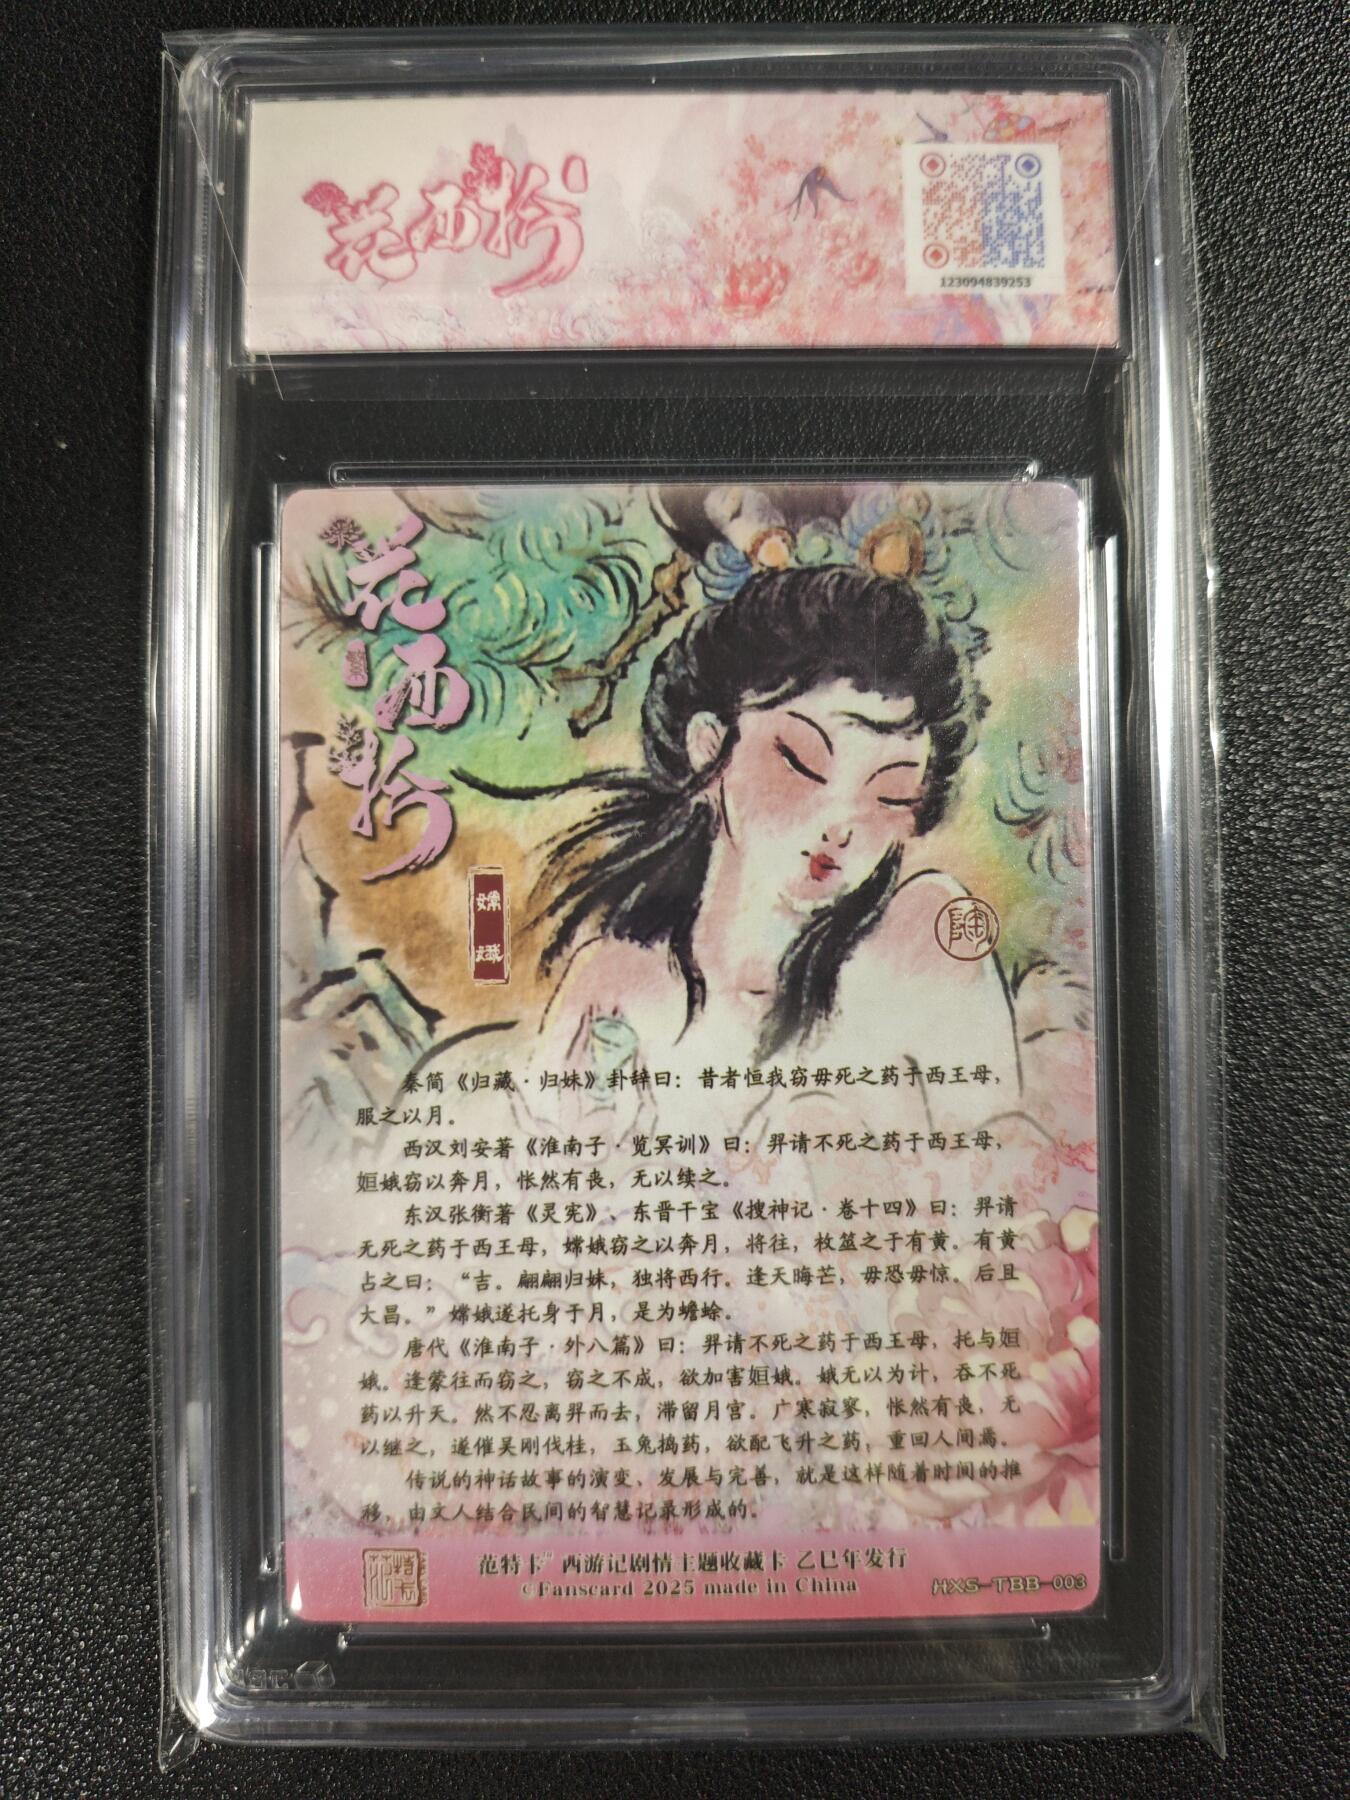 花西拾
123094839253
花西拾
嫦娥
陶
秦简《归藏·归妹》卦辞曰：昔者恒我窃毋死之药于西王母，
服之以月。
西汉刘安著《淮南子·览冥训》曰：羿请不死之药于西王母，
姮娥窃以奔月，怅然有丧，无以续之。
东汉张衡著《灵宪》、东晋干宝《搜神记·卷十四》曰：羿请
无死之药于西王母，嫦娥窃之以奔月，将往，枚筮之于有黄。有黄
占之曰：“吉。翩翩归妹，独将西行。逢天晦芒，毋恐毋惊。后且
大昌。”嫦娥遂托身于月，是为蟾蜍。
唐代《淮南子·外八篇》曰：羿请不死之药于西王母，托与姮
娥。逢蒙往而窃之，窃之不成，欲加害姮娥。娥无以为计，吞不死
药以升天。然不忍离羿而去，滞留月宫。广寒寂寥，怅然有丧，无
以继之，遂催吴刚伐桂，玉兔捣药，欲配飞升之药，重回人间焉。
传说的神话故事的演变、发展与完善，就是这样随着时间的推
移，由文人结合民间的智慧记录形成的。
范特卡™ 西游记剧情主题收藏卡 乙巳年发行
©Fanscard 2025 made in China
HXS-TBB-003